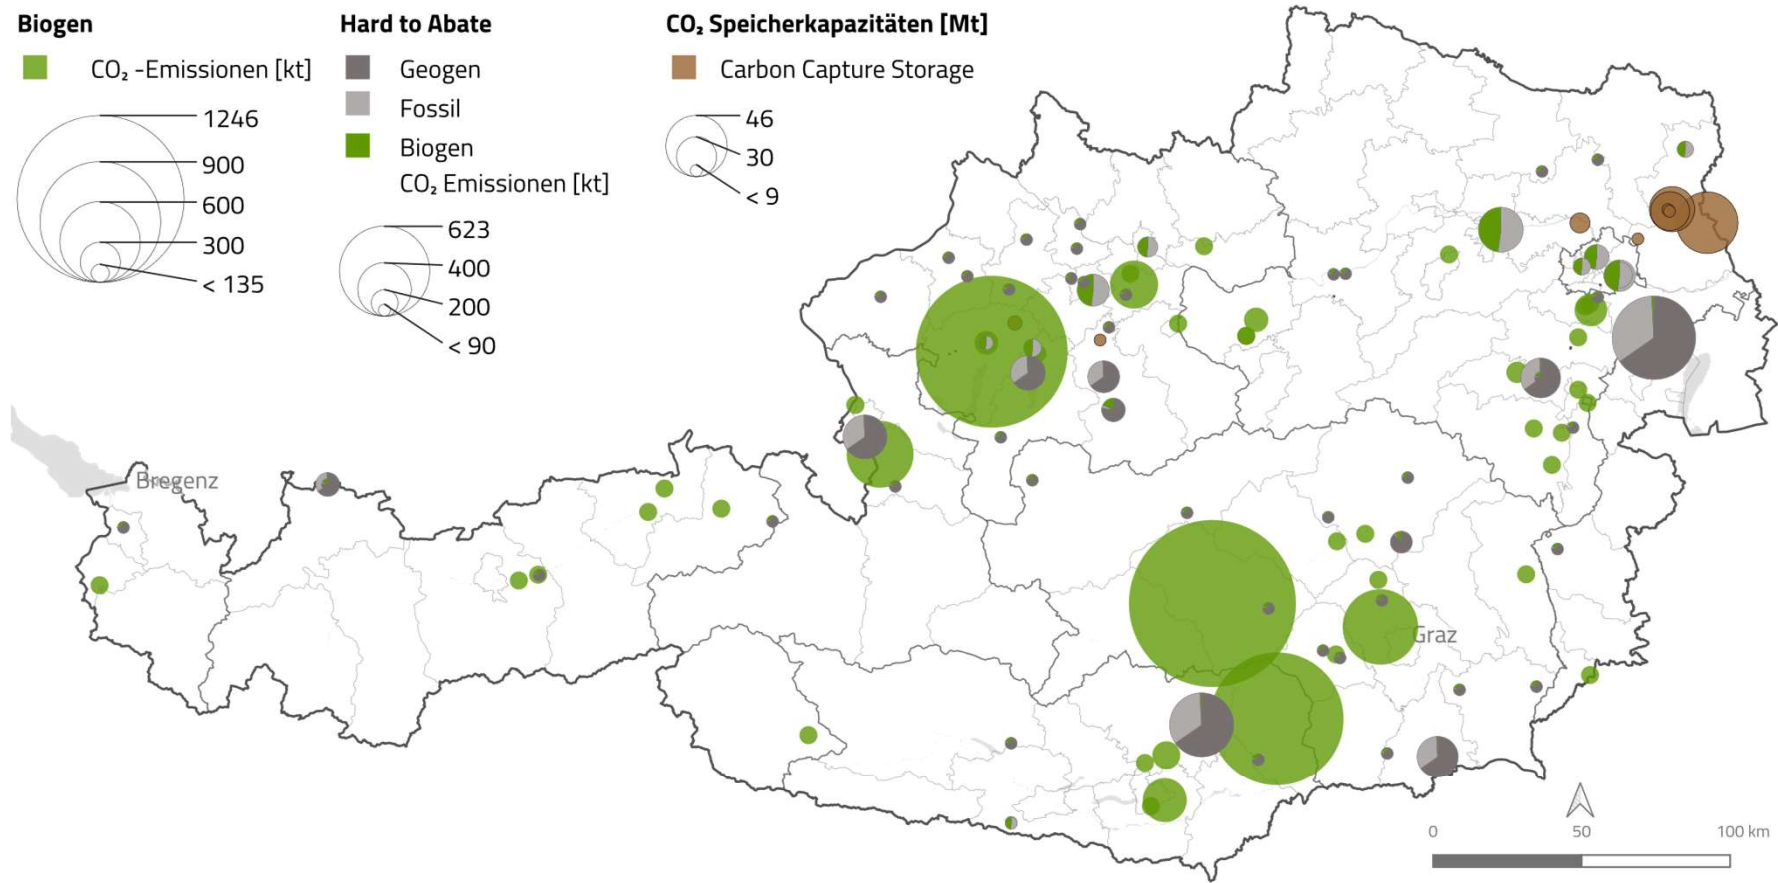 Biogen
CO₂ -Emissionen [kt]
1246
900
600
300
< 135
Hard to Abate
Geogen
Fossil
Biogen
CO₂ Emissionen [kt]
623
400
200
< 90
CO₂ Speicherkapazitäten [Mt]
Carbon Capture Storage
46
30
< 9
Bregenz
Graz
0 50 100 km